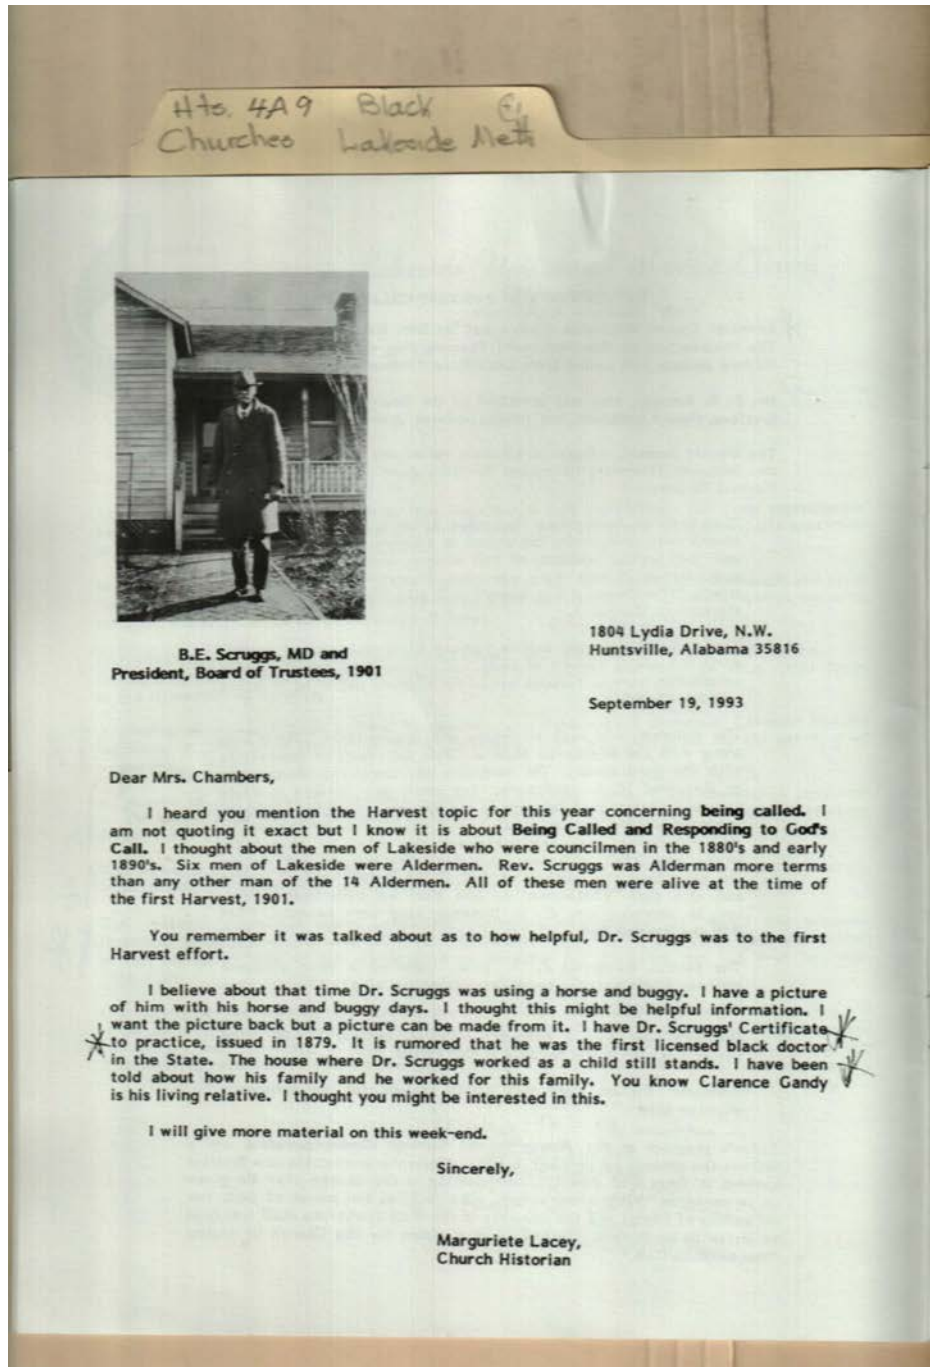 Hts. 4A9 Black
Churches Lakeside Meth
B.E. Scruggs, MD and
President, Board of Trustees, 1901
1804 Lydia Drive, N.W.
Huntsville, Alabama 35816
September 19, 1993
Dear Mrs. Chambers,
I heard you mention the Harvest topic for this year concerning being called. I
am not quoting it exact but I know it is about Being Called and Responding to God's
Call. I thought about the men of Lakeside who were councilmen in the 1880's and early
1890's. Six men of Lakeside were Aldermen. Rev. Scruggs was Alderman more terms
than any other man of the 14 Aldermen. All of these men were alive at the time of
the first Harvest, 1901.
You remember it was talked about as to how helpful, Dr. Scruggs was to the first
Harvest effort.
I believe about that time Dr. Scruggs was using a horse and buggy. I have a picture
of him with his horse and buggy days. I thought this might be helpful information. I
want the picture back but a picture can be made from it. I have Dr. Scruggs' Certificate
to practice, issued in 1879. It is rumored that he was the first licensed black doctor
in the State. The house where Dr. Scruggs worked as a child still stands. I have been
told about how his family and he worked for this family. You know Clarence Gandy
is his living relative. I thought you might be interested in this.
I will give more material on this week-end.
Sincerely,
Marguriete Lacey,
Church Historian